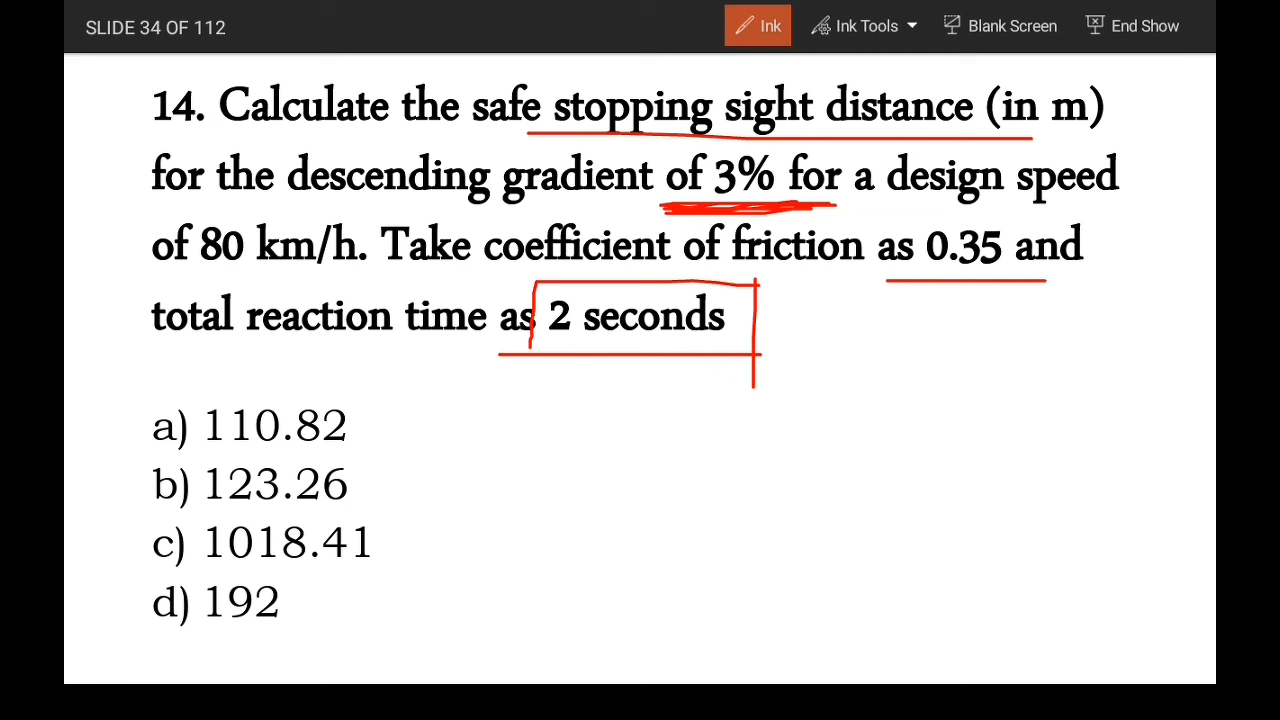 SLIDE 34 OF 112
Ink Ink Tools Blank Screen End Show
14. Calculate the safe stopping sight distance (in m)
for the descending gradient of 3% for a design speed
of 80 km/h. Take coefficient of friction as 0.35 and
total reaction time as 2 seconds
a) 110.82
b) 123.26
c) 1018.41
d) 192